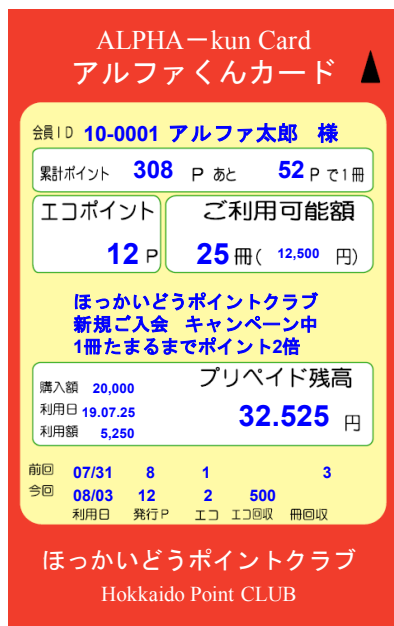 ALPHAーkun Card
アルファくんカード
会員ID 10-0001 アルファ太郎 様
累計ポイント 308 P あと 52 P で1冊
エコポイント ご利用可能額
12 P 25 冊( 12,500 円)
ほっかいどうポイントクラブ
新規ご入会 キャンペーン中
1冊たまるまでポイント2倍
プリペイド残高
購入額 20,000
利用日 19.07.25 32.525 円
利用額 5,250
前回 07/31 8 1 3
今回 08/03 12 2 500
利用日 発行P エコ エコ回収 冊回収
ほっかいどうポイントクラブ
Hokkaido Point CLUB